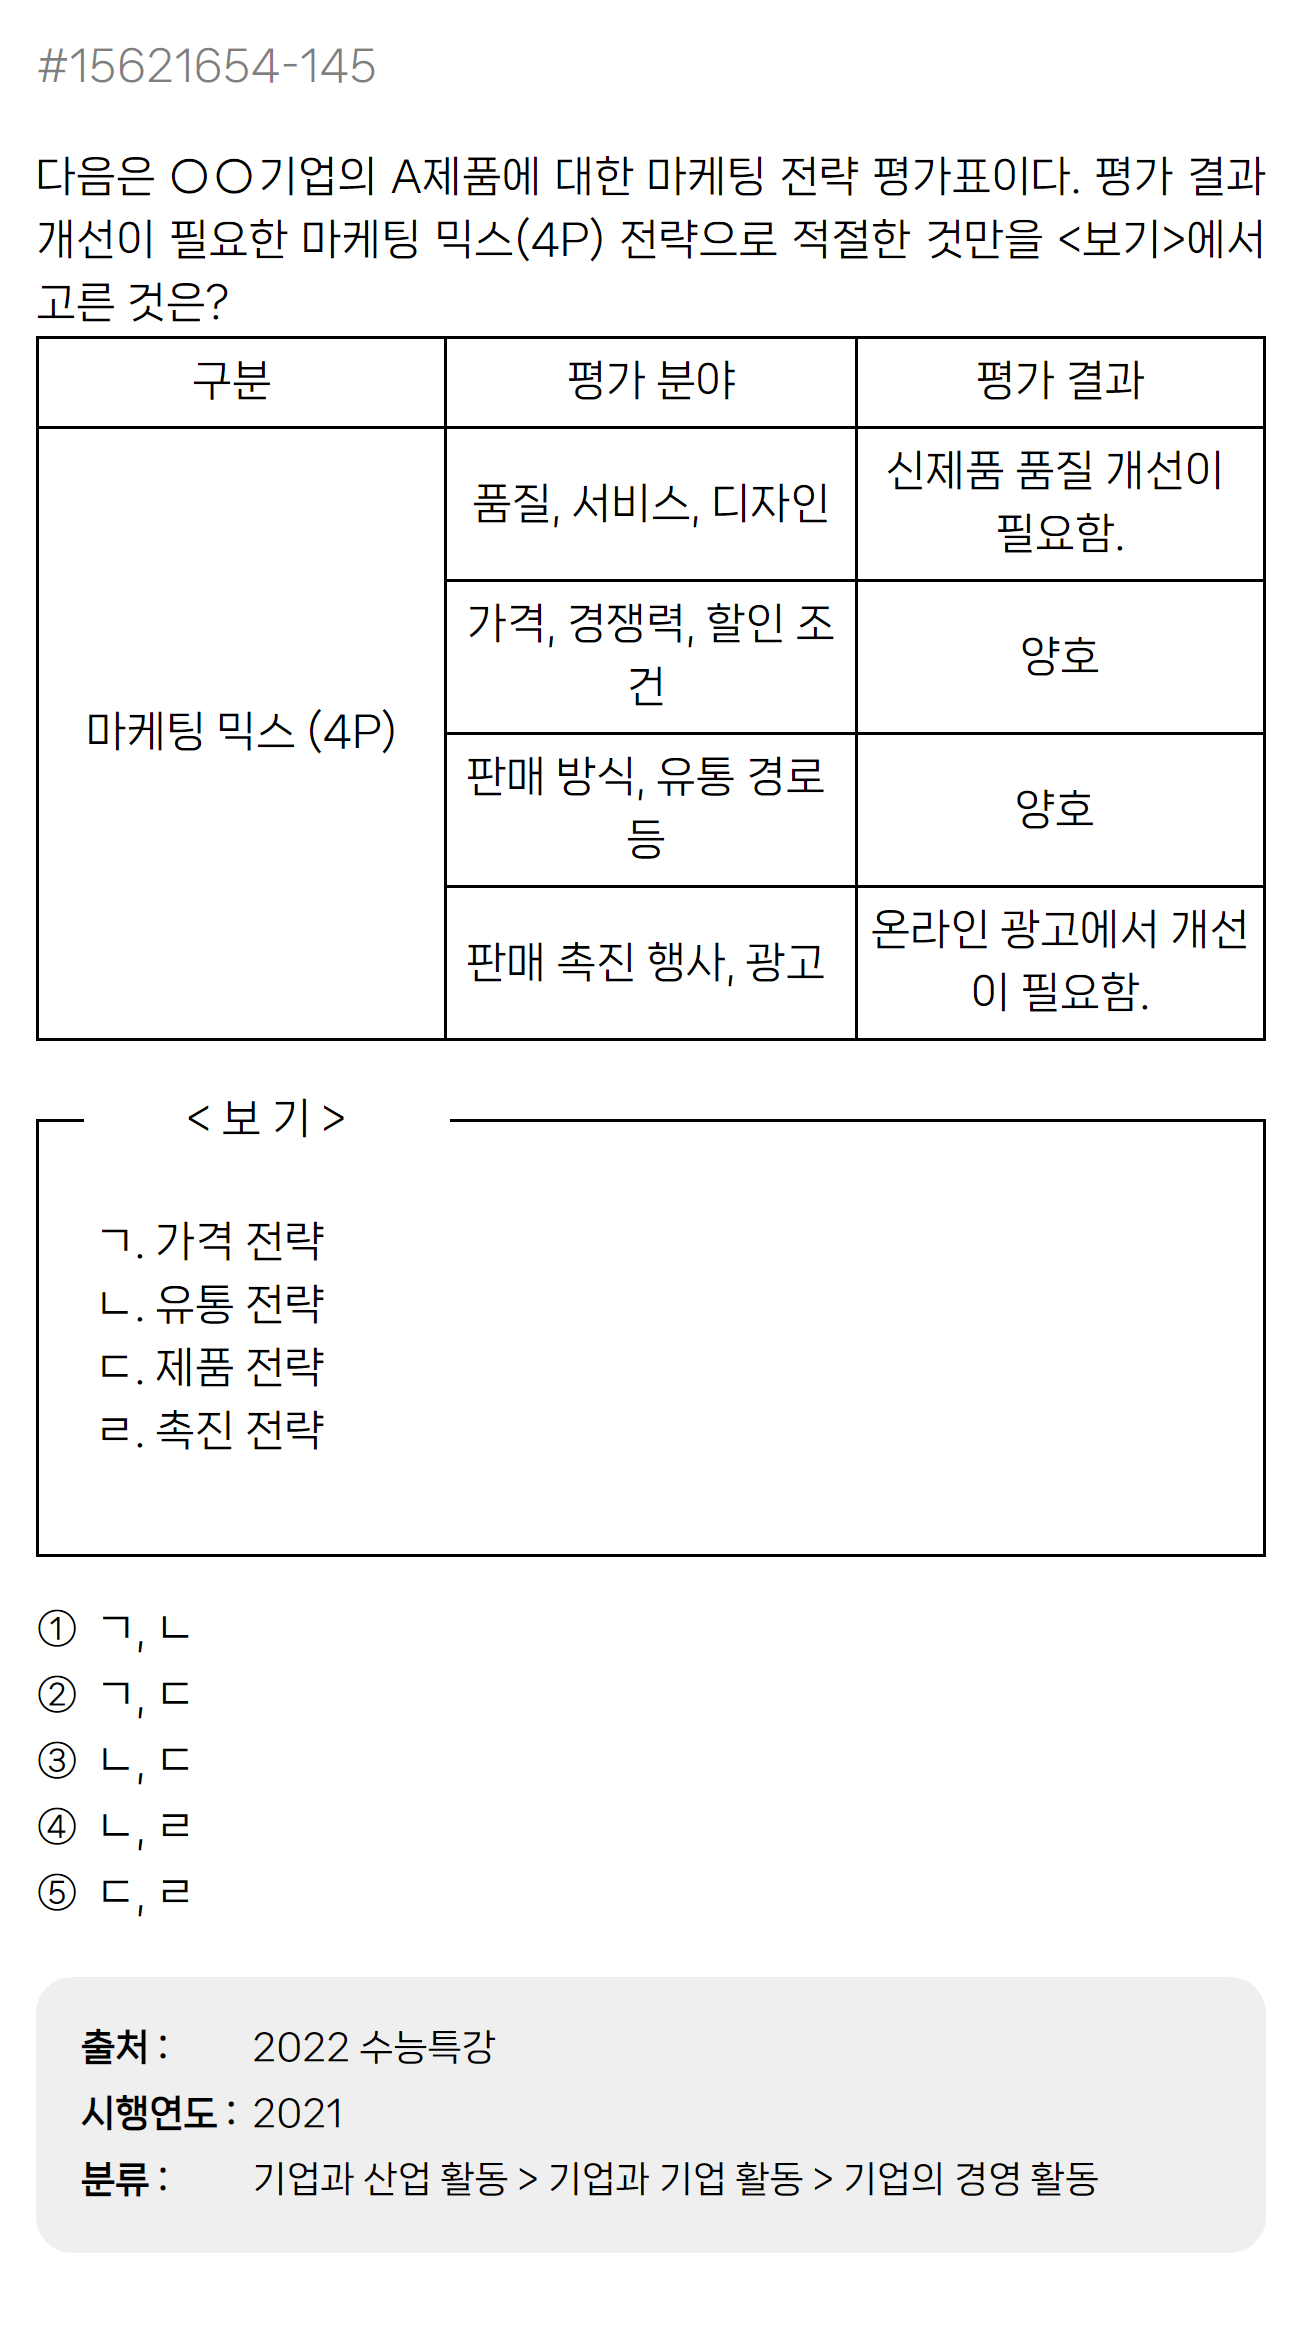 #15621654-145
다음은 ○○기업의 A제품에 대한 마케팅 전략 평가표이다. 평가 결과
개선이 필요한 마케팅 믹스(4P) 전략으로 적절한 것만을 <보기>에서
고른 것은?
구분 평가 분야 평가 결과
마케팅 믹스 (4P)
품질, 서비스, 디자인
신제품 품질 개선이
필요함.
가격, 경쟁력, 할인 조
건
양호
판매 방식, 유통 경로
등
양호
판매 촉진 행사, 광고
온라인 광고에서 개선
이 필요함.
< 보 기 >
ㄱ. 가격 전략
ㄴ. 유통 전략
ㄷ. 제품 전략
ㄹ. 촉진 전략
① ㄱ, ㄴ
② ㄱ, ㄷ
③ ㄴ, ㄷ
④ ㄴ, ㄹ
⑤ ㄷ, ㄹ
출처 : 2022 수능특강
시행연도 : 2021
분류 : 기업과 산업 활동 > 기업과 기업 활동 > 기업의 경영 활동